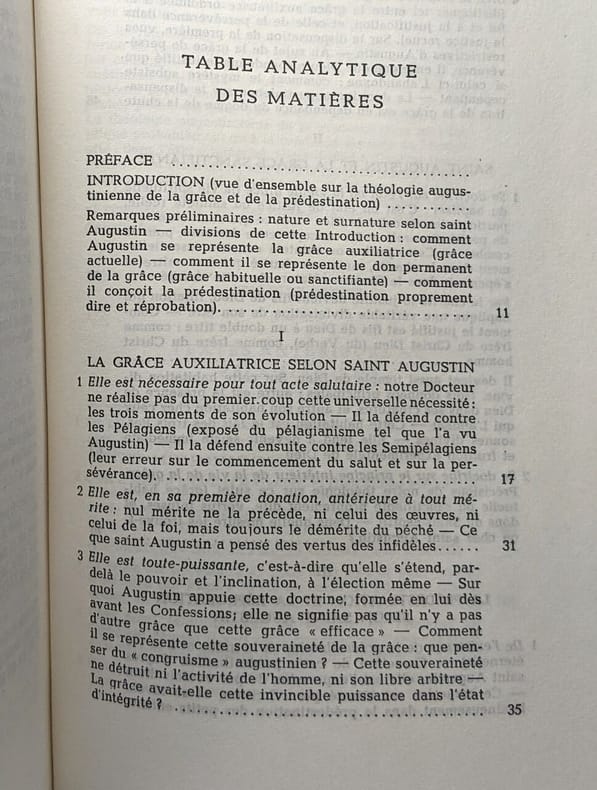 TABLE ANALYTIQUE
DES MATIÈRES
PRÉFACE ........................................
INTRODUCTION (vue d'ensemble sur la théologie augus-
tinienne de la grâce et de la prédestination) ............
Remarques préliminaires : nature et surnature selon saint
Augustin — divisions de cette Introduction : comment
Augustin se représente la grâce auxiliatrice (grâce
actuelle) — comment il se représente le don permanent
de la grâce (grâce habituelle ou sanctifiante) — comment
il conçoit la prédestination (prédestination proprement
dire et réprobation). .................................. 11
I
LA GRÂCE AUXILIATRICE SELON SAINT AUGUSTIN
1 Elle est nécessaire pour tout acte salutaire : notre Docteur
ne réalise pas du premier coup cette universelle nécessité :
les trois moments de son évolution — Il la défend contre
les Pélagiens (exposé du pélagianisme tel que l'a vu
Augustin) — Il la défend ensuite contre les Semipélagiens
(leur erreur sur le commencement du salut et sur la per-
sévérance). ........................................ 17
2 Elle est, en sa première donation, antérieure à tout mé-
rite : nul mérite ne la précède, ni celui des œuvres, ni
celui de la foi, mais toujours le démérite du péché — Ce
que saint Augustin a pensé des vertus des infidèles...... 31
3 Elle est toute-puissante, c'est-à-dire qu'elle s'étend, par-
delà le pouvoir et l'inclination, à l'élection même — Sur
quoi Augustin appuie cette doctrine, formée en lui dès
avant les Confessions; elle ne signifie pas qu'il n'y a pas
d'autre grâce que cette grâce « efficace » — Comment
il se représente cette souveraineté de la grâce : que pen-
ser du « congruisme » augustinien ? — Cette souveraineté
ne détruit ni l'activité de l'homme, ni son libre arbitre —
La grâce avait-elle cette invincible puissance dans l'état
d'intégrité ? ........................................ 35